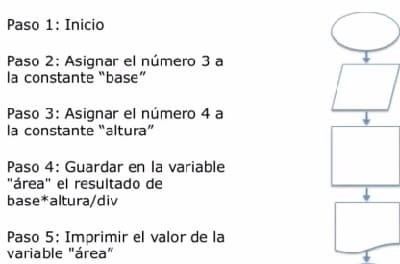 Paso 1: Inicio
Paso 2: Asignar el número 3 a
la constante "base"
Paso 3: Asignar el número 4 a
la constante "altura"
Paso 4: Guardar en la variable
"área" el resultado de
base*altura/div
Paso 5: Imprimir el valor de la
variable "área"